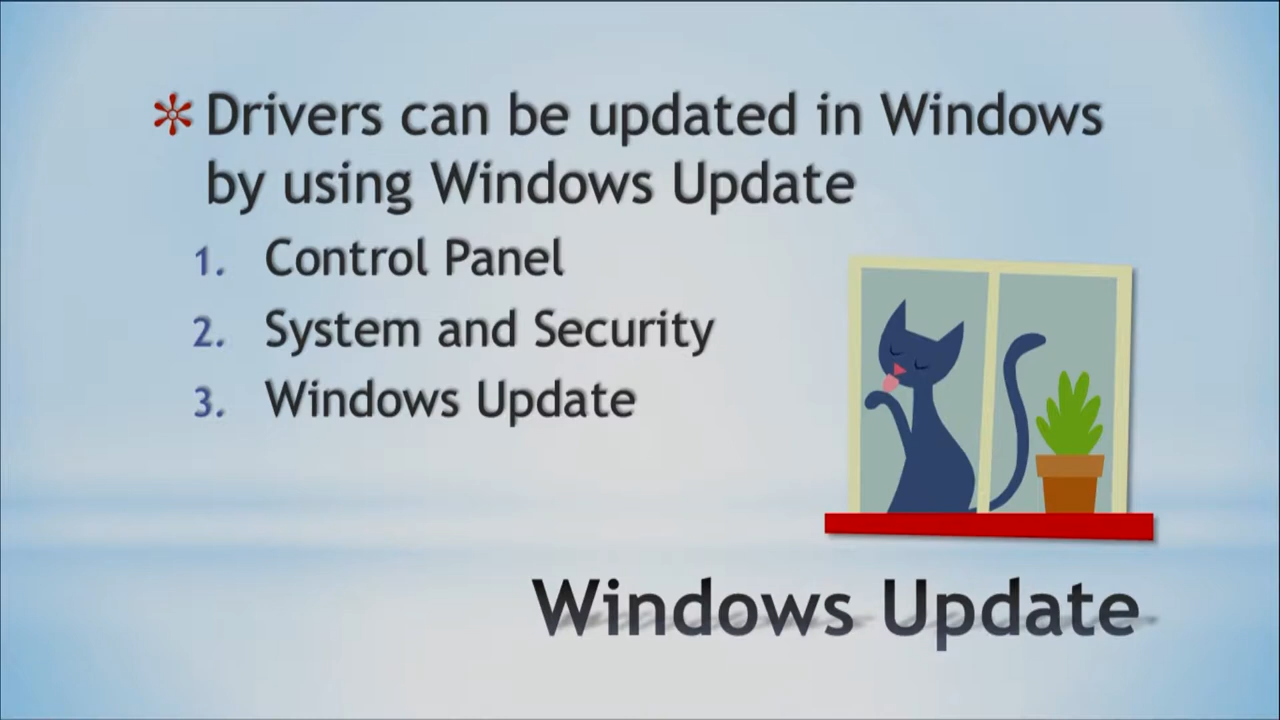 * Drivers can be updated in Windows
by using Windows Update
1. Control Panel
2. System and Security
3. Windows Update
Windows Update